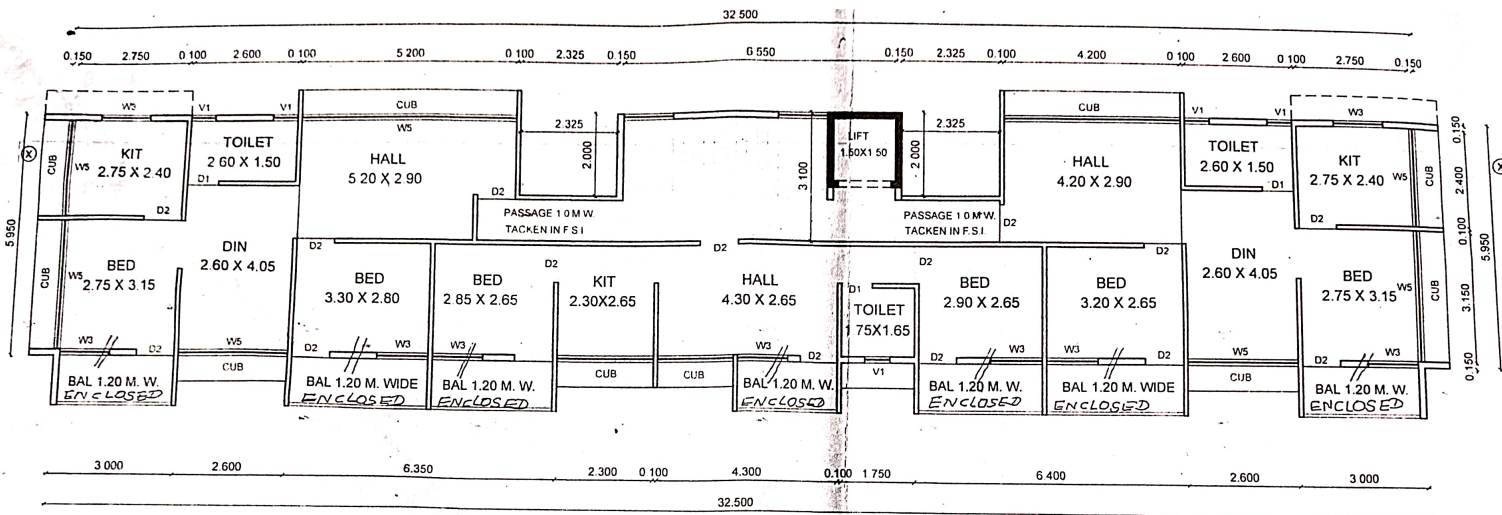 32 500
0.150 2.750 0 100 2 600 0 100 5 200 0 100 2.325 0.150 6 550 0.150 2.325 0.100 4 200 0 100 2 600 0.100 2.750 0.150
W3 V1 V1 CUB CUB V1 V1 W3
W5
TOILET
2 60 X 1.50
KIT
2.75 X 2.40
W5
CUB
D1
D2
HALL
5 20 X 2.90
D2
2.325
2.000
3 100
LIFT
1.50X1 50
2.325
2.000
HALL
4.20 X 2.90
TOILET
2.60 X 1.50
D1
KIT
2.75 X 2.40
W5
CUB
D2
X
X
5.950
5.950
0.150
2.400
0.100
3.150
0.150
PASSAGE 1 0 M W.
TACKEN IN F. S I
PASSAGE 1.0 M W.
TACKEN IN F.S.I.
D2
CUB
W5
BED
2.75 X 3.15
DIN
2.60 X 4.05
D2
BED
3.30 X 2.80
D2
BED
2 85 X 2.65
KIT
2.30X2.65
D2
HALL
4.30 X 2.65
D1
TOILET
1 75X1.65
D2
BED
2.90 X 2.65
BED
3.20 X 2.65
D2
DIN
2.60 X 4.05
BED
2.75 X 3.15
W5
CUB
W3 D2 W5 D2 W3 W3 W3 D2 D2 W3 W3 D2 W5 D2 W3
CUB CUB CUB V1 CUB
BAL 1.20 M. W.
ENCLOSED
BAL 1.20 M. WIDE
ENCLOSED
BAL 1.20 M. W.
ENCLOSED
BAL 1.20 M. W.
ENCLOSED
BAL 1.20 M. W.
ENCLOSED
BAL 1.20 M. WIDE
ENCLOSED
BAL 1.20 M. W.
ENCLOSED
3 000 2.600 6.350 2.300 0 100 4.300 0.100 1 750 6.400 2.600 3 000
32.500